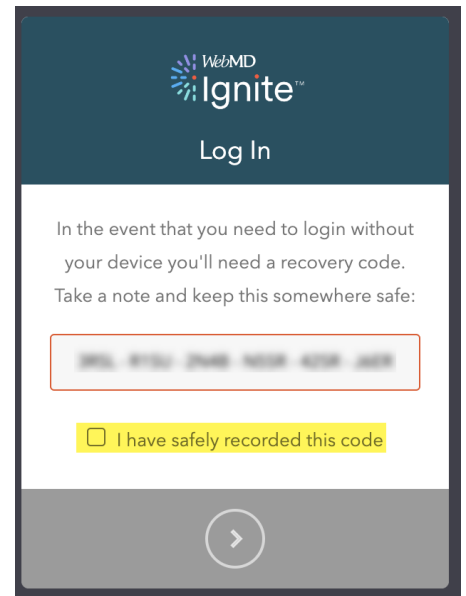 WebMD
Ignite™
Log In
In the event that you need to login without
your device you'll need a recovery code.
Take a note and keep this somewhere safe:
I have safely recorded this code